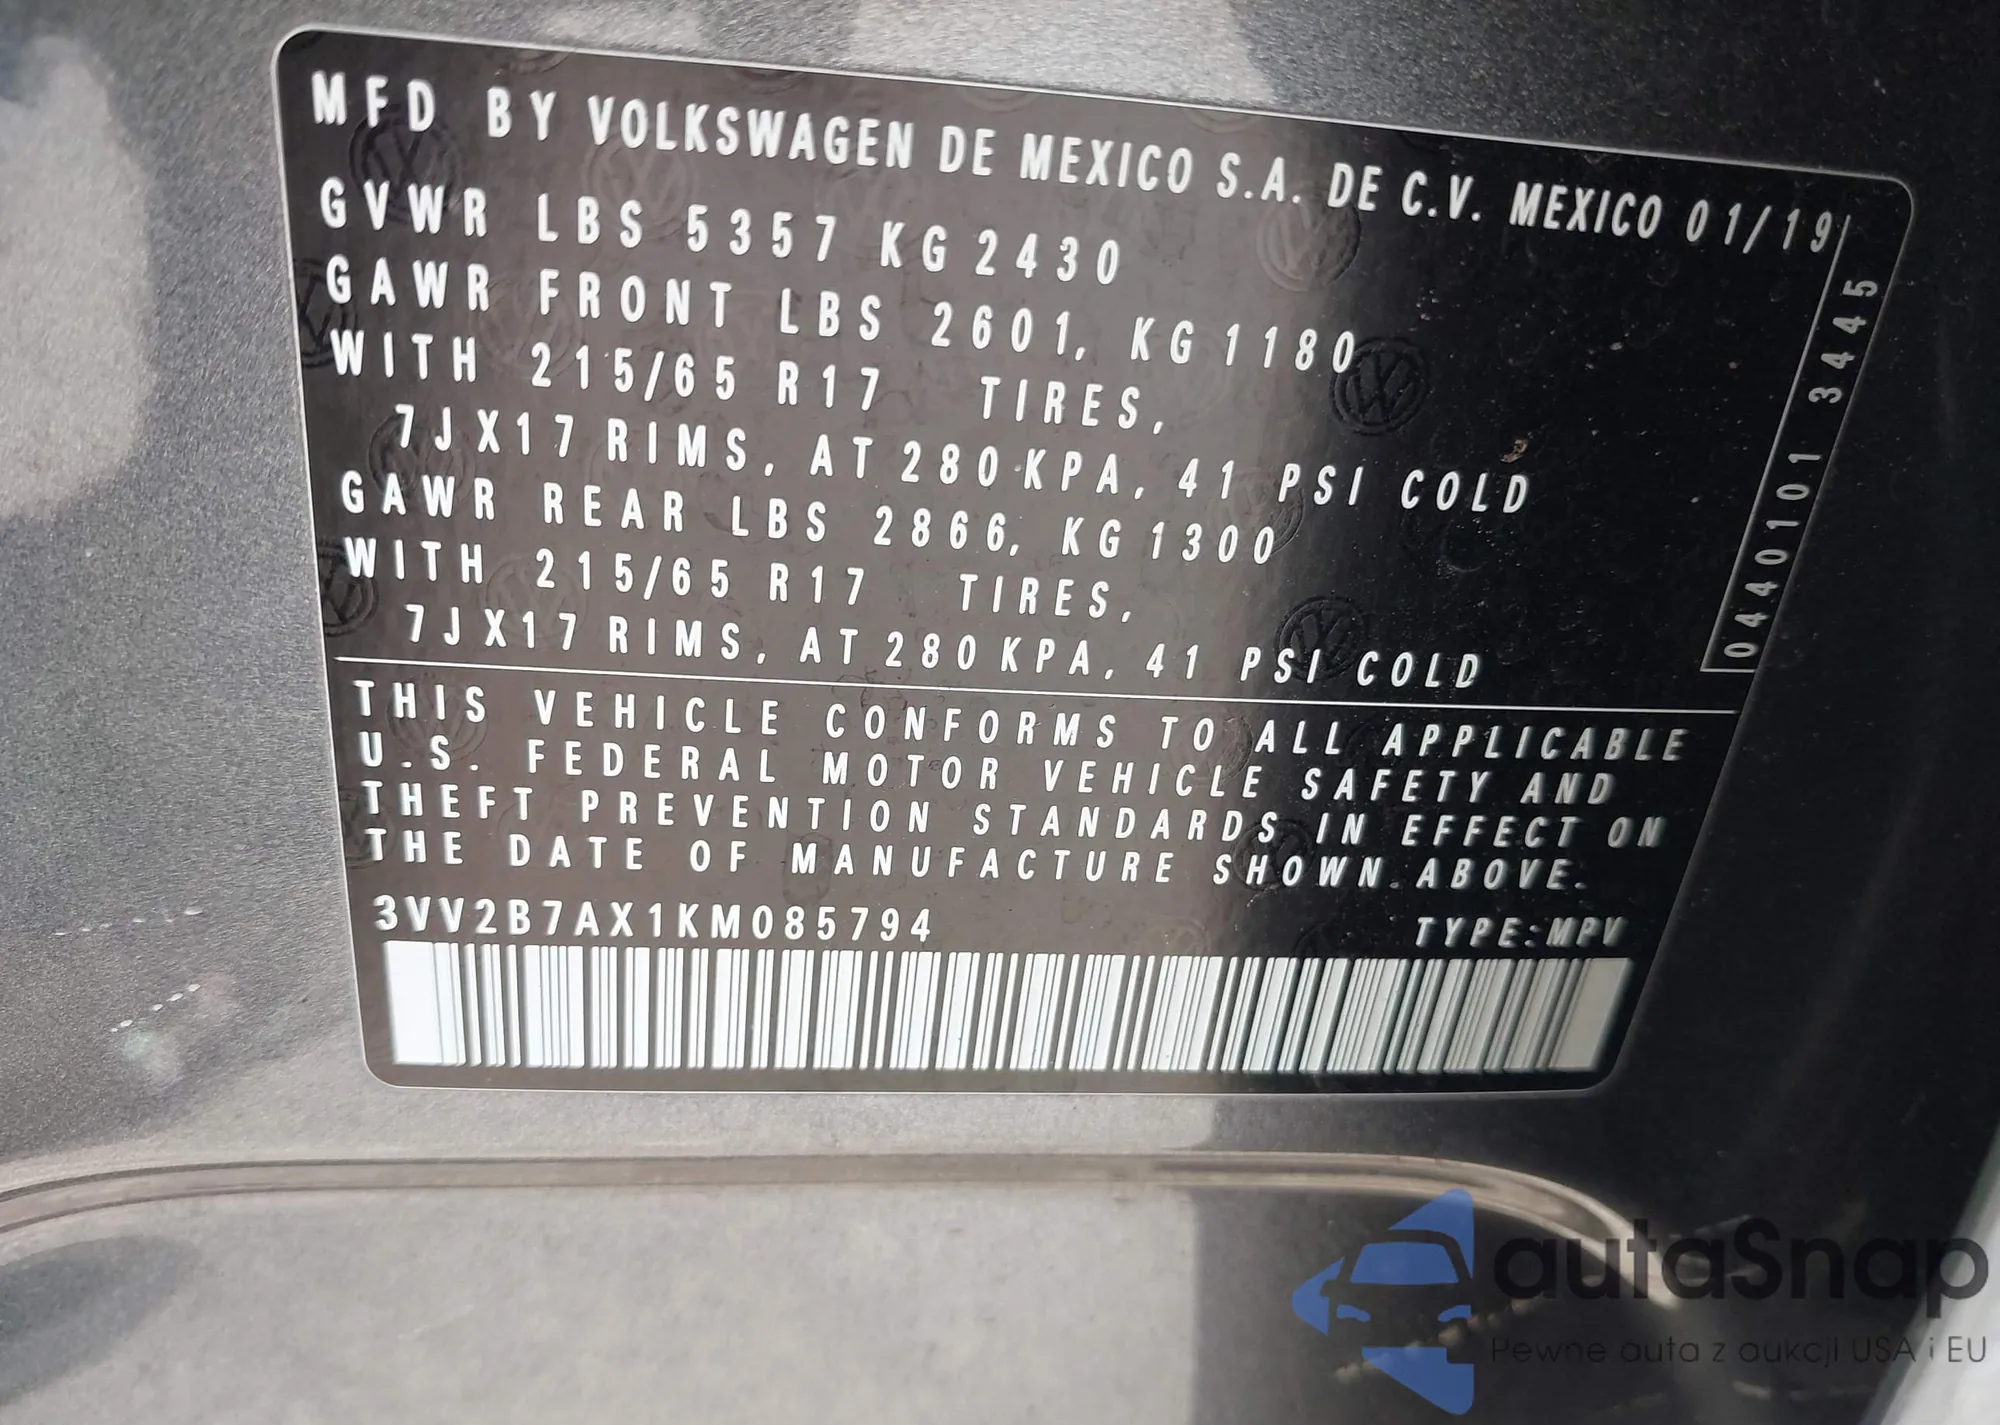 MFD BY VOLKSWAGEN DE MEXICO S.A. DE C.V. MEXICO 01/19
GVWR LBS 5357 KG 2430
GAWR FRONT LBS 2601, KG 1180
WITH 215/65 R17 TIRES,
7JX17 RIMS, AT 280 KPA, 41 PSI COLD
GAWR REAR LBS 2866, KG 1300
WITH 215/65 R17 TIRES,
7JX17 RIMS, AT 280 KPA, 41 PSI COLD
0440101 3445
THIS VEHICLE CONFORMS TO ALL APPLICABLE
U.S. FEDERAL MOTOR VEHICLE SAFETY AND
THEFT PREVENTION STANDARDS IN EFFECT ON
THE DATE OF MANUFACTURE SHOWN ABOVE.
3VV2B7AX1KM085794 TYPE:MPV
autaSnap
Pewne auta z aukcji USA i EU